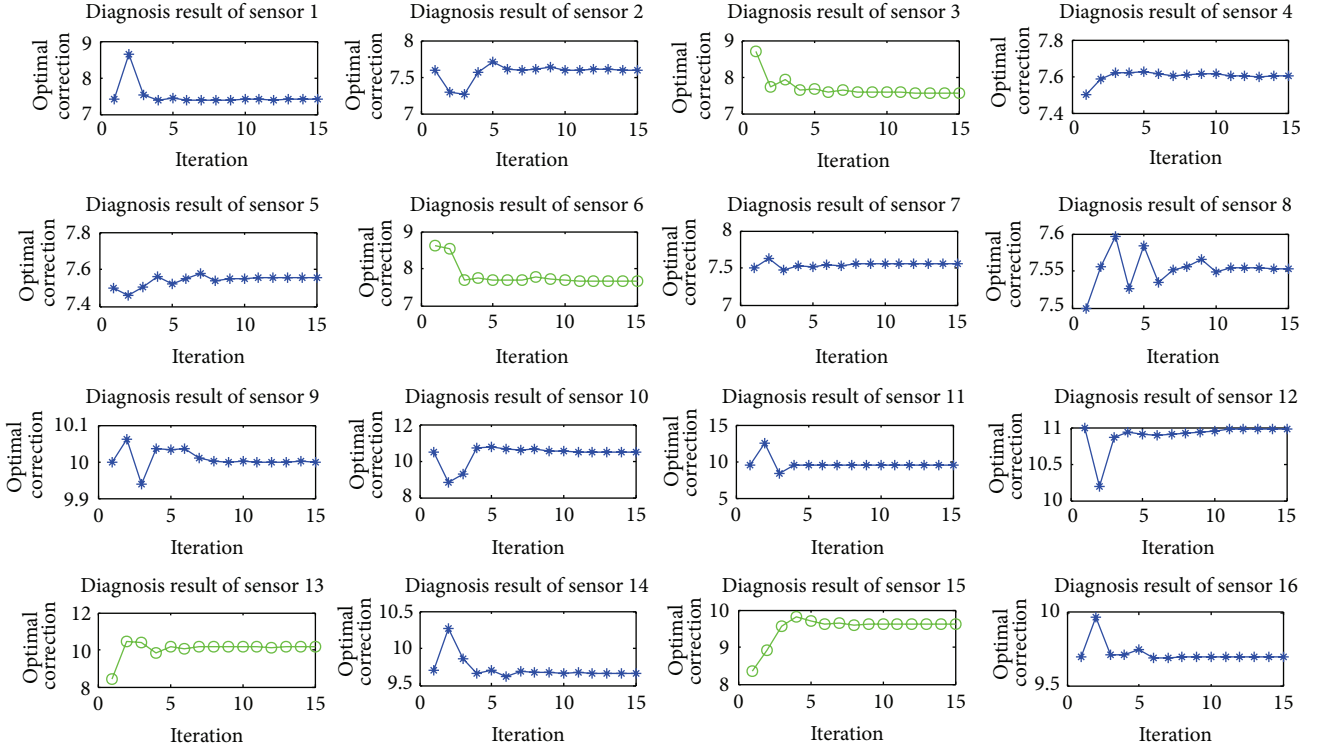 Diagnosis result of sensor 1
Optimal
correction
9
8
7
0 5 10 15
Iteration
Diagnosis result of sensor 2
Optimal
correction
8
7.5
7
0 5 10 15
Iteration
Diagnosis result of sensor 3
Optimal
correction
9
8
7
0 5 10 15
Iteration
Diagnosis result of sensor 4
Optimal
correction
7.8
7.6
7.4
0 5 10 15
Iteration
Diagnosis result of sensor 5
Optimal
correction
7.8
7.6
7.4
0 5 10 15
Iteration
Diagnosis result of sensor 6
Optimal
correction
9
8
7
0 5 10 15
Iteration
Diagnosis result of sensor 7
Optimal
correction
8
7.5
7
0 5 10 15
Iteration
Diagnosis result of sensor 8
Optimal
correction
7.6
7.55
7.5
0 5 10 15
Iteration
Diagnosis result of sensor 9
Optimal
correction
10.1
10
9.9
0 5 10 15
Iteration
Diagnosis result of sensor 10
Optimal
correction
12
10
8
0 5 10 15
Iteration
Diagnosis result of sensor 11
Optimal
correction
15
10
5
0 5 10 15
Iteration
Diagnosis result of sensor 12
Optimal
correction
11
10.5
10
0 5 10 15
Iteration
Diagnosis result of sensor 13
Optimal
correction
12
10
8
0 5 10 15
Iteration
Diagnosis result of sensor 14
Optimal
correction
10.5
10
9.5
0 5 10 15
Iteration
Diagnosis result of sensor 15
Optimal
correction
10
9
8
0 5 10 15
Iteration
Diagnosis result of sensor 16
Optimal
correction
10
9.5
0 5 10 15
Iteration